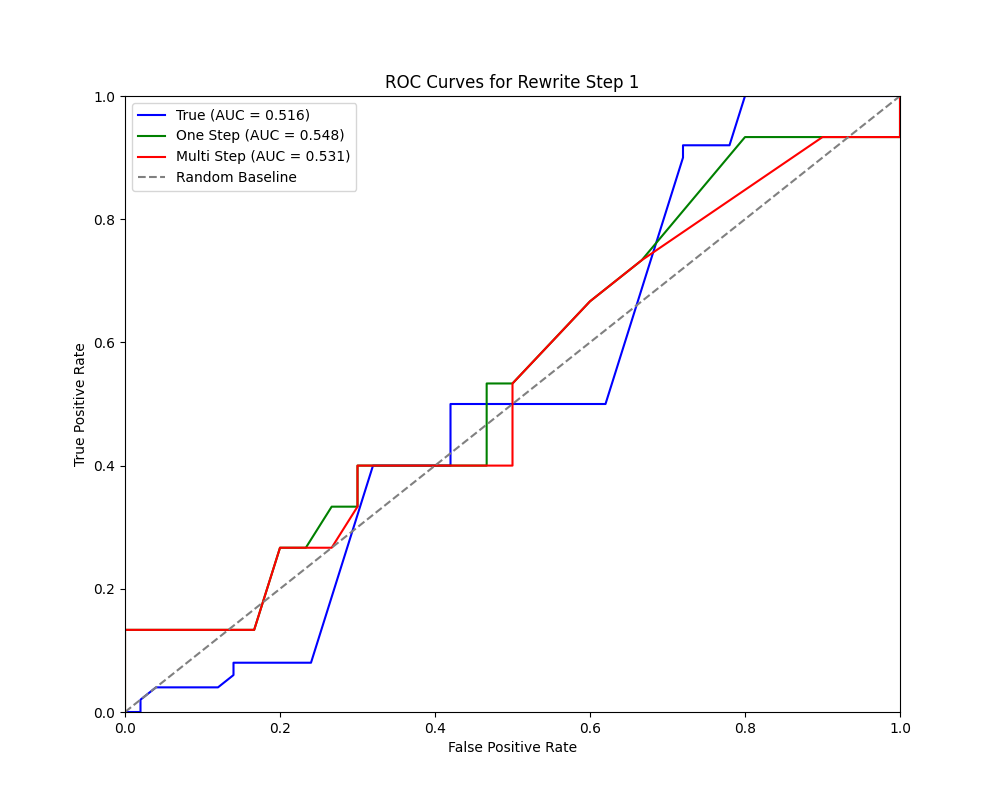 ROC Curves for Rewrite Step 1
True (AUC = 0.516)
One Step (AUC = 0.548)
Multi Step (AUC = 0.531)
Random Baseline
True Positive Rate
1.0
0.8
0.6
0.4
0.2
0.0
0.0 0.2 0.4 0.6 0.8 1.0
False Positive Rate